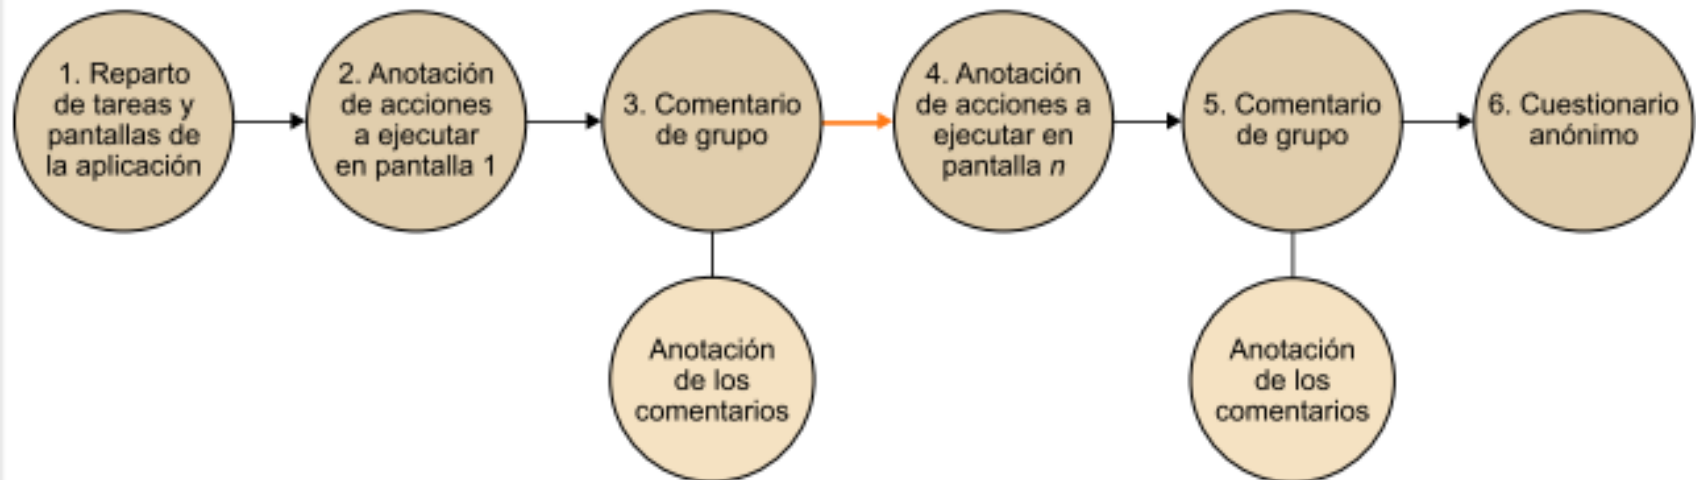 1. Reparto
de tareas y
pantallas de
la aplicación
2. Anotación
de acciones
a ejecutar
en pantalla 1
3. Comentario
de grupo
4. Anotación
de acciones a
ejecutar en
pantalla n
5. Comentario
de grupo
6. Cuestionario
anónimo
Anotación
de los
comentarios
Anotación
de los
comentarios